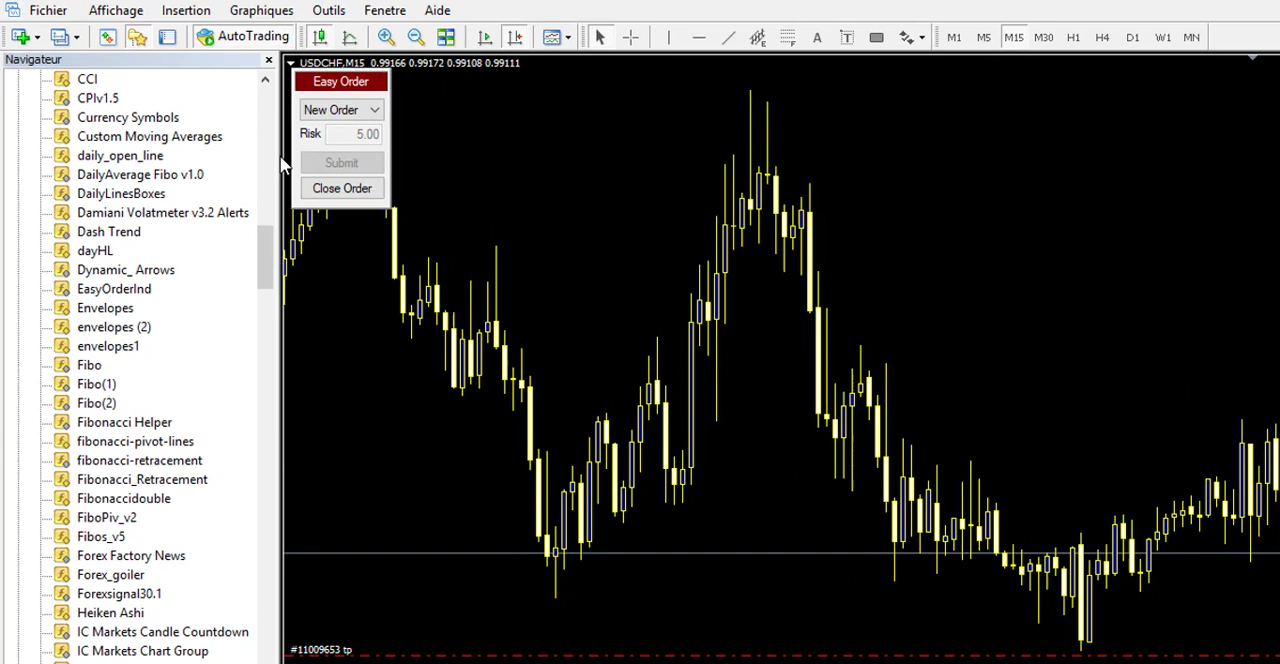 Fichier Affichage Insertion Graphiques Outils Fenetre Aide
AutoTrading M1 M5 M15 M30 H1 H4 D1 W1 MN
Navigateur
CCI
CPIv1.5
Currency Symbols
Custom Moving Averages
daily_open_line
DailyAverage Fibo v1.0
DailyLinesBoxes
Damiani Volatmeter v3.2 Alerts
Dash Trend
dayHL
Dynamic_ Arrows
EasyOrderInd
Envelopes
envelopes (2)
envelopes1
Fibo
Fibo(1)
Fibo(2)
Fibonacci Helper
fibonacci-pivot-lines
fibonacci-retracement
Fibonacci_Retracement
Fibonaccidouble
FiboPiv_v2
Fibos_v5
Forex Factory News
Forex_goiler
Forexsignal30.1
Heiken Ashi
IC Markets Candle Countdown
IC Markets Chart Group
USDCHF,M15 0.99166 0.99172 0.99108 0.99111
Easy Order
New Order
Risk 5.00
Submit
Close Order
#11009653 tp